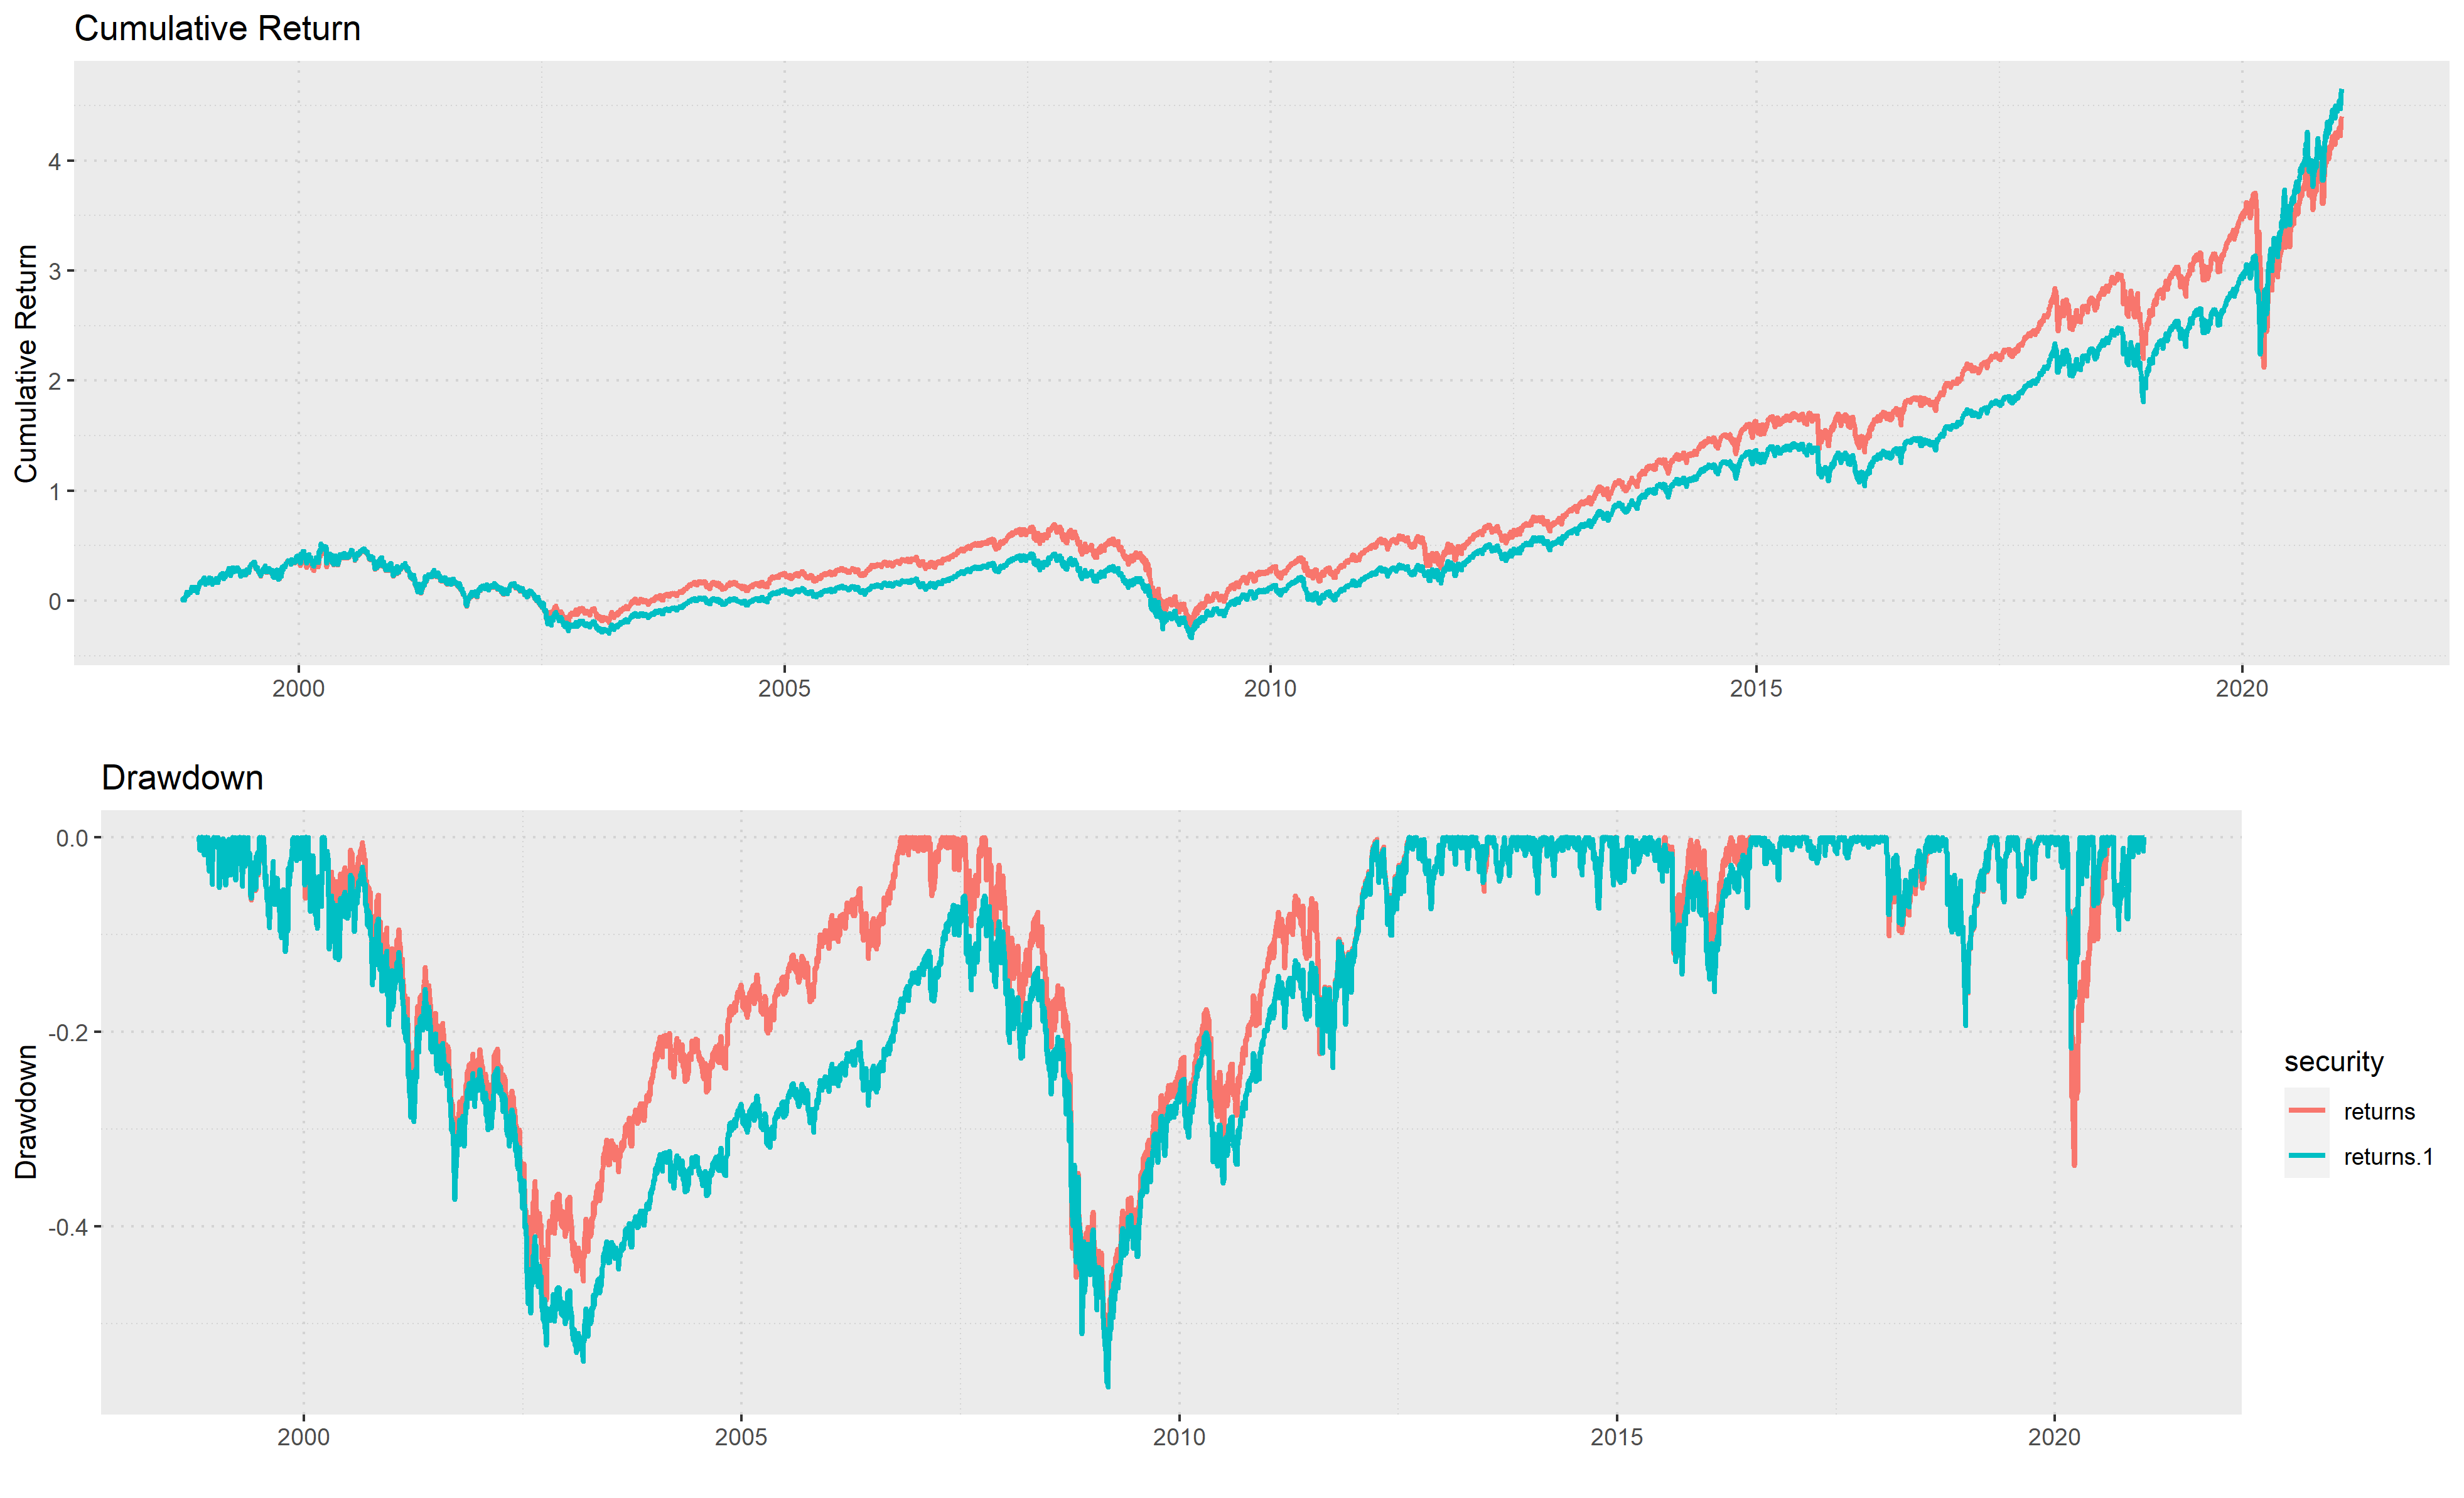 Cumulative Return
Cumulative Return
4
3
2
1
0
2000 2005 2010 2015 2020
Drawdown
Drawdown
0.0
-0.2
-0.4
2000 2005 2010 2015 2020
security
returns
returns.1